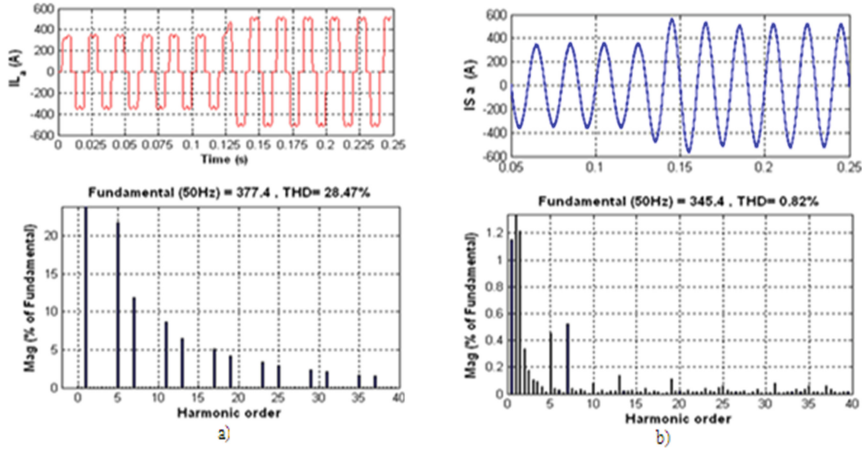 600
400
200
0
-200
-400
-600
ILa (A)
0 0.025 0.05 0.075 0.1 0.125 0.15 0.175 0.2 0.225 0.25
Time (s)
Fundamental (50Hz) = 377.4 , THD= 28.47%
20
15
10
5
0
Mag (% of Fundamental)
0 5 10 15 20 25 30 35 40
Harmonic order
a)
600
400
200
0
-200
-400
-600
IS a (A)
0.05 0.1 0.15 0.2 0.25
Fundamental (50Hz) = 345.4 , THD= 0.82%
1.2
1
0.8
0.6
0.4
0.2
0
Mag (% of Fundamental)
0 5 10 15 20 25 30 35 40
Harmonic order
b)